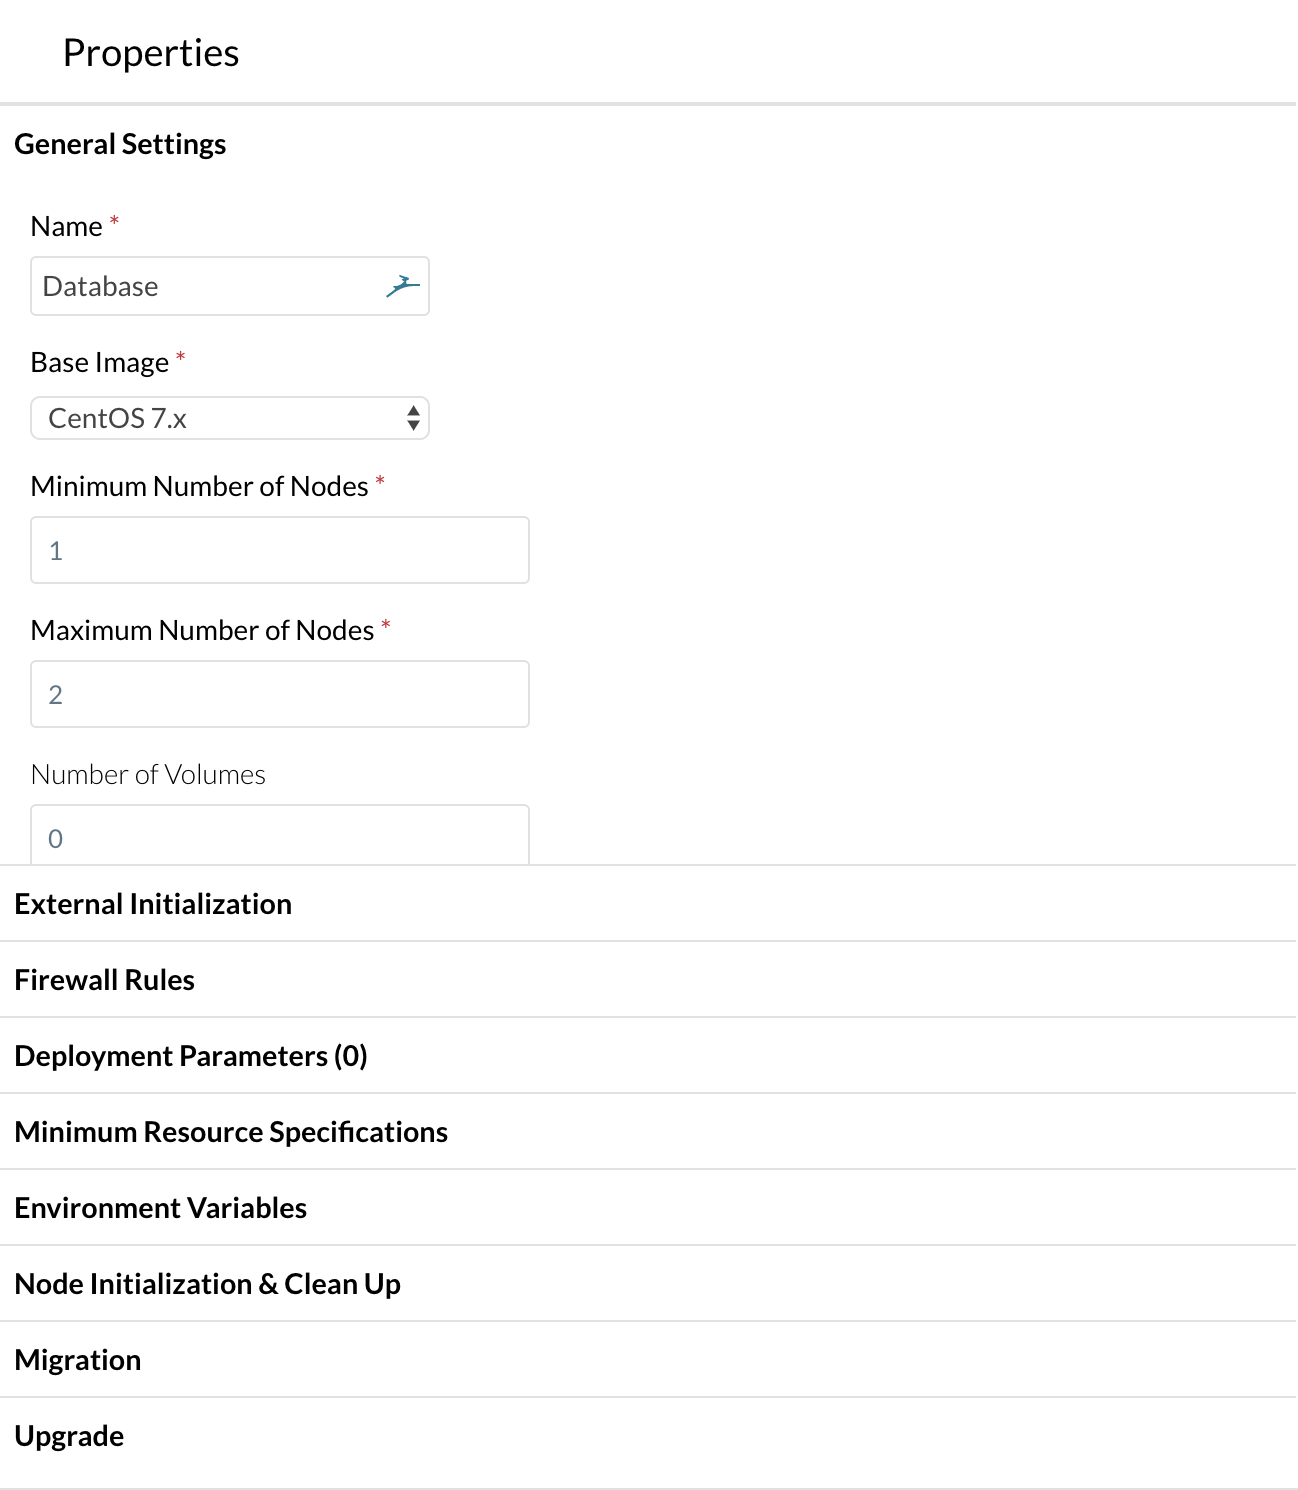 Properties
General Settings
Name *
Database
Base Image *
CentOS 7.x
Minimum Number of Nodes *
1
Maximum Number of Nodes *
2
Number of Volumes
0
External Initialization
Firewall Rules
Deployment Parameters (0)
Minimum Resource Specifications
Environment Variables
Node Initialization & Clean Up
Migration
Upgrade